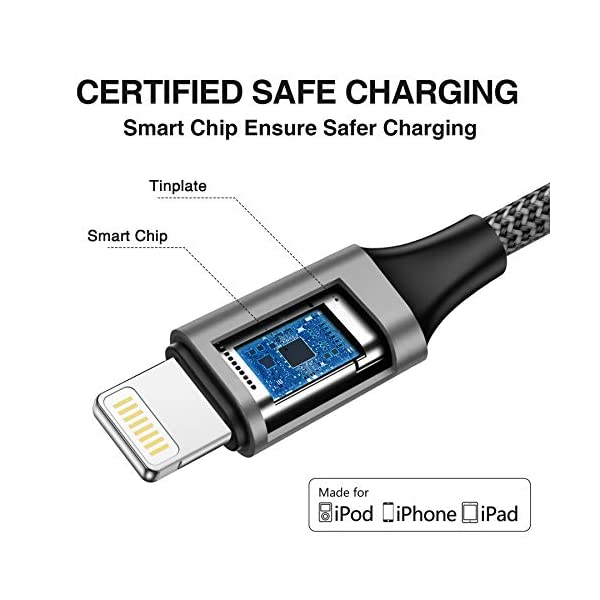 CERTIFIED SAFE CHARGING
Smart Chip Ensure Safer Charging
Tinplate
Smart Chip
Made for
iPod iPhone iPad